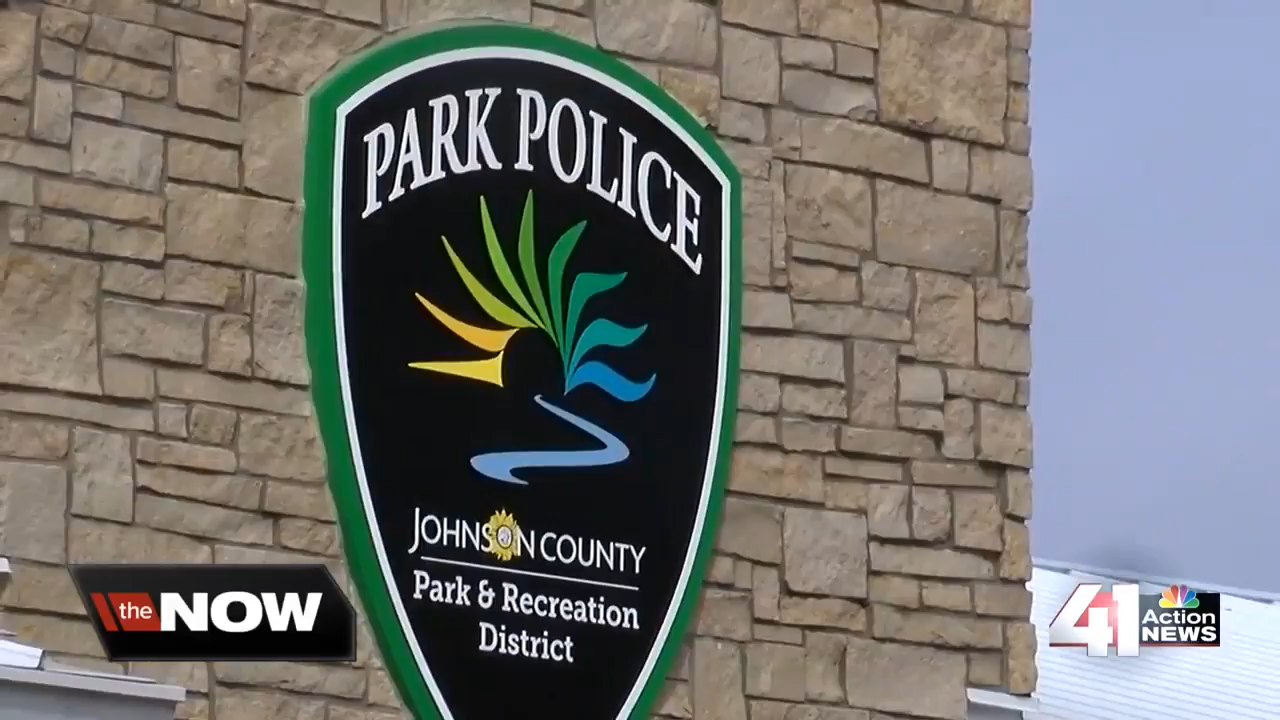 PARK POLICE
JOHNSON COUNTY
Park & Recreation
District
the NOW
41 Action
NEWS